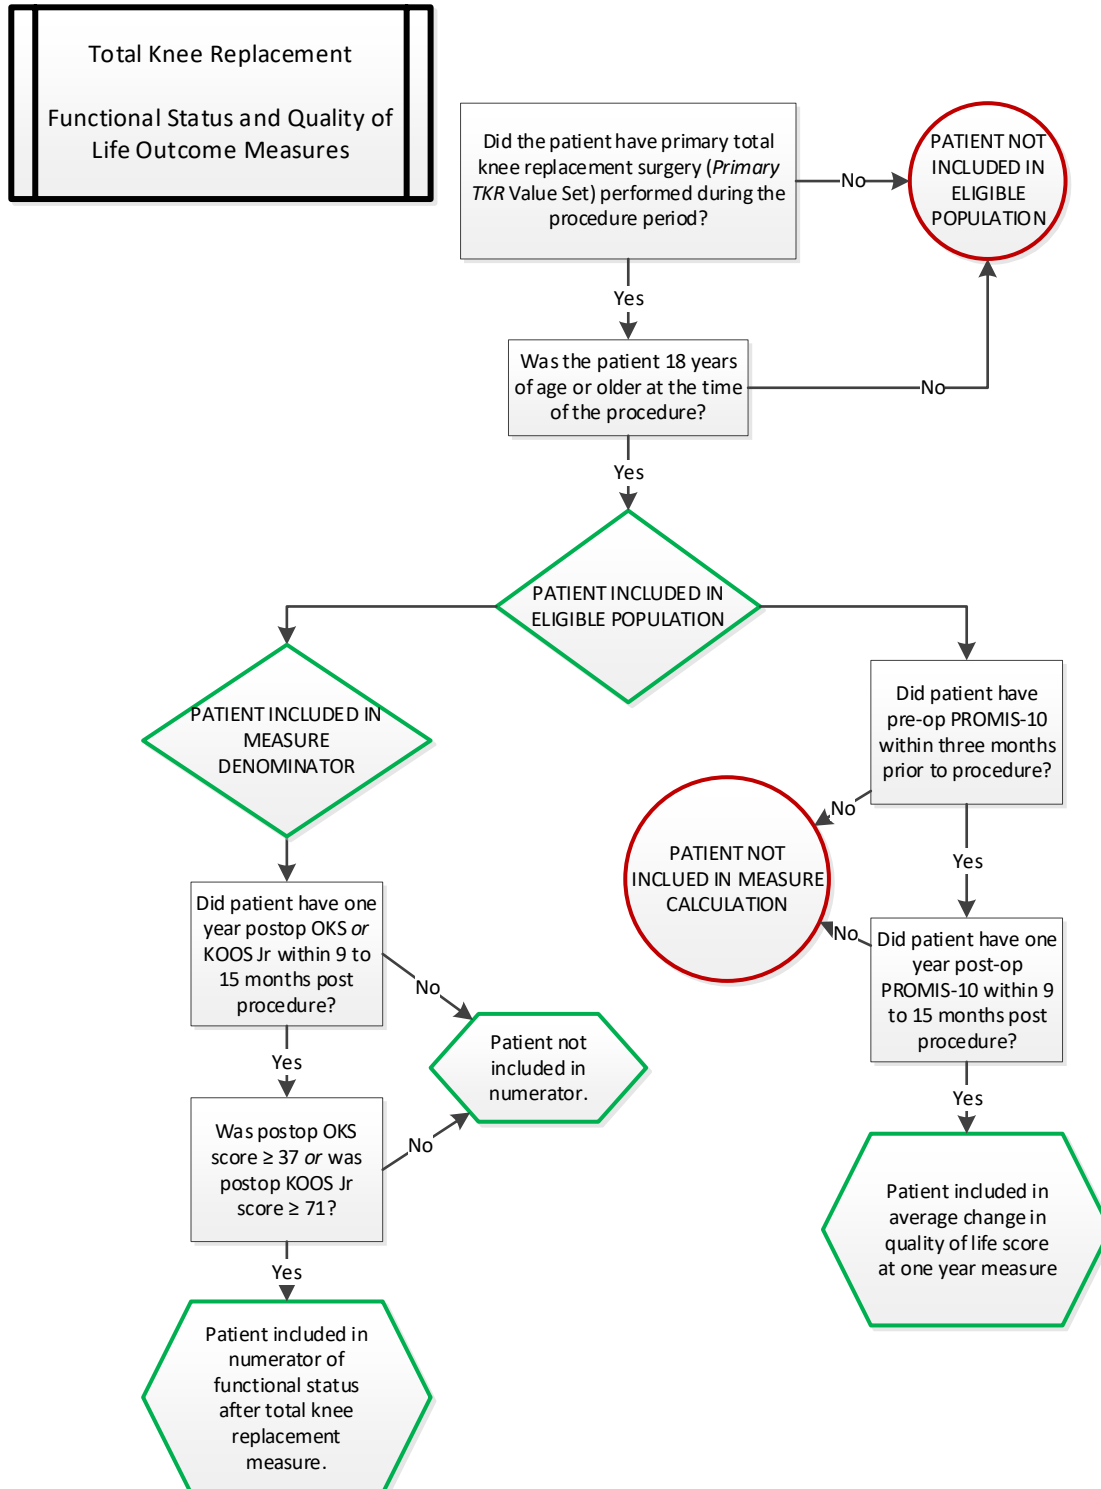 Total Knee Replacement
Functional Status and Quality of
Life Outcome Measures
Did the patient have primary total
knee replacement surgery (Primary
TKR Value Set) performed during the
procedure period?
No
PATIENT NOT
INCLUDED IN
ELIGIBLE
POPULATION
Yes
Was the patient 18 years
of age or older at the time
of the procedure?
No
Yes
PATIENT INCLUDED IN
ELIGIBLE POPULATION
PATIENT INCLUDED IN
MEASURE
DENOMINATOR
Did patient have one
year postop OKS or
KOOS Jr within 9 to
15 months post
procedure?
No
Yes
Patient not
included in
numerator.
Was postop OKS
score ≥ 37 or was
postop KOOS Jr
score ≥ 71?
No
Yes
Patient included in
numerator of
functional status
after total knee
replacement
measure.
Did patient have
pre-op PROMIS-10
within three months
prior to procedure?
No
PATIENT NOT
INCLUED IN MEASURE
CALCULATION
Yes
No
Did patient have one
year post-op
PROMIS-10 within 9
to 15 months post
procedure?
Yes
Patient included in
average change in
quality of life score
at one year measure